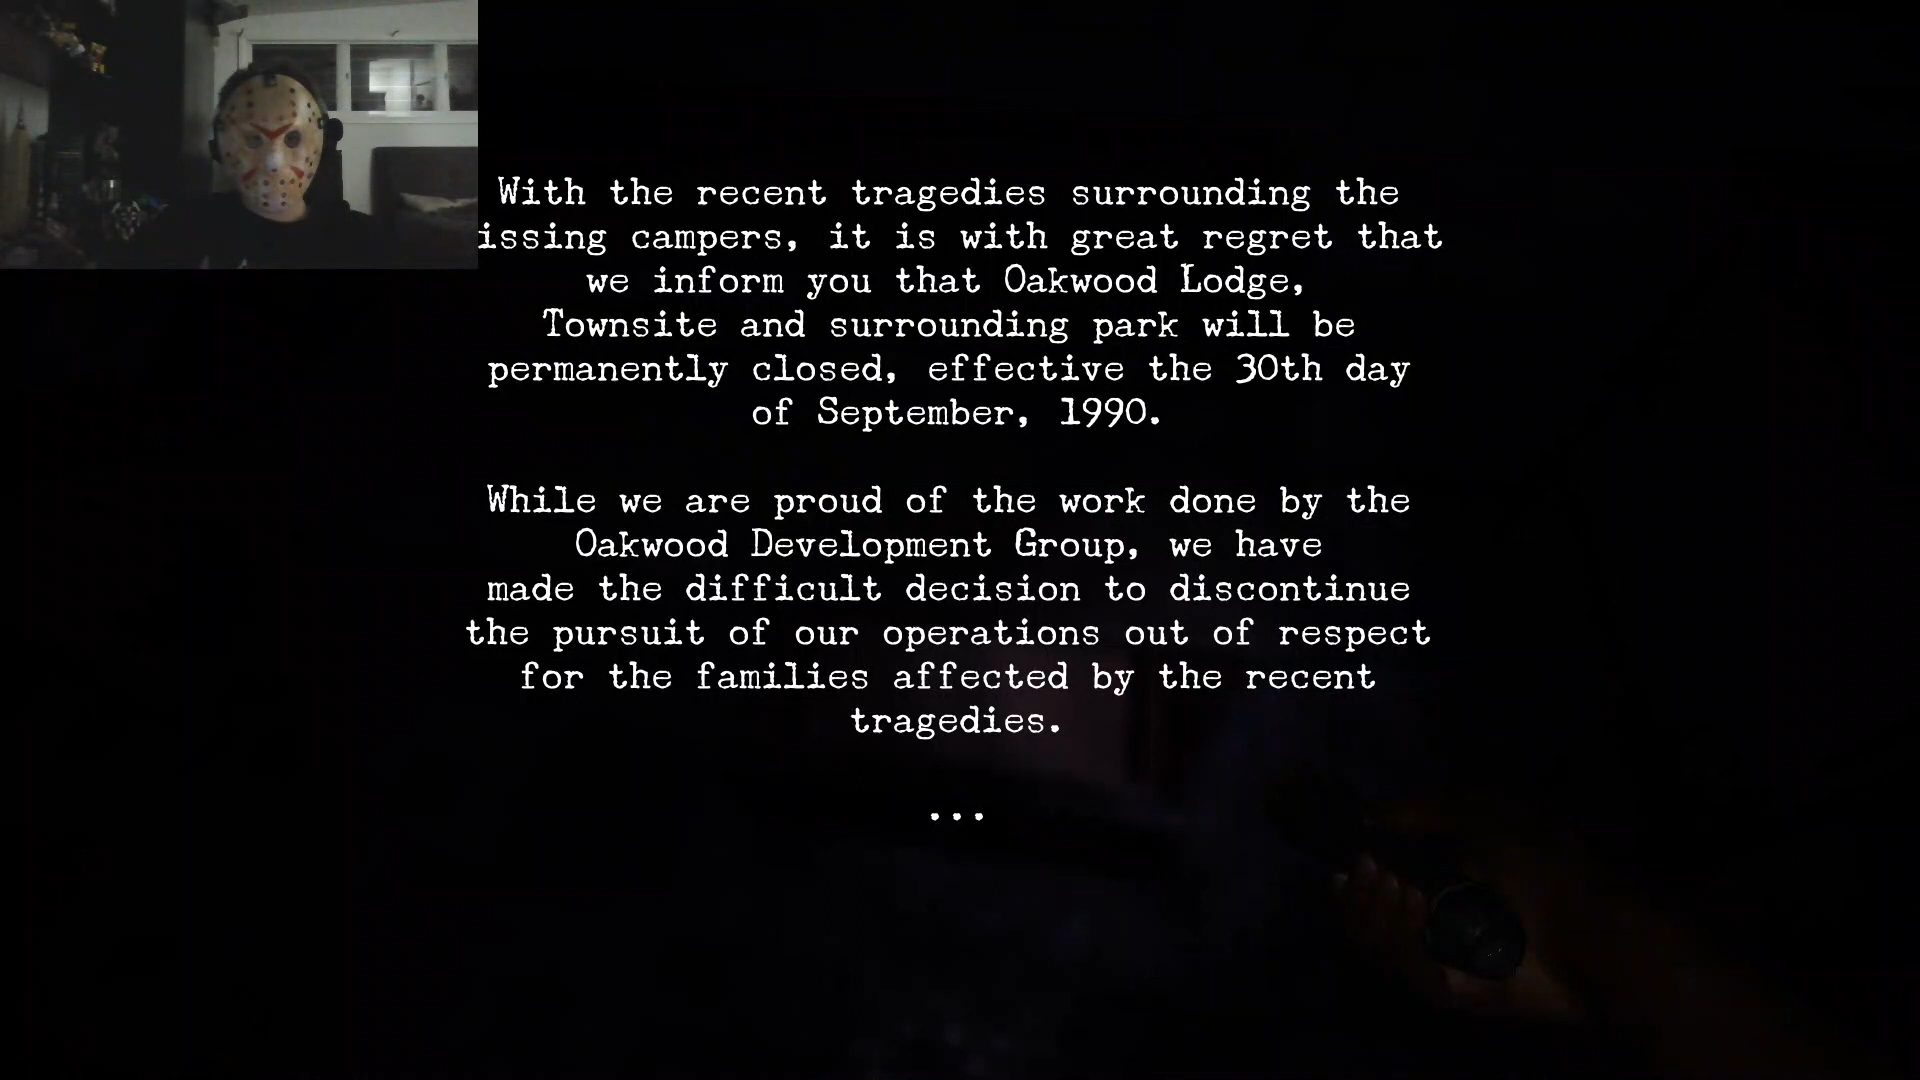 With the recent tragedies surrounding the
issing campers, it is with great regret that
we inform you that Oakwood Lodge,
Townsite and surrounding park will be
permanently closed, effective the 30th day
of September, 1990.
While we are proud of the work done by the
Oakwood Development Group, we have
made the difficult decision to discontinue
the pursuit of our operations out of respect
for the families affected by the recent
tragedies.
...